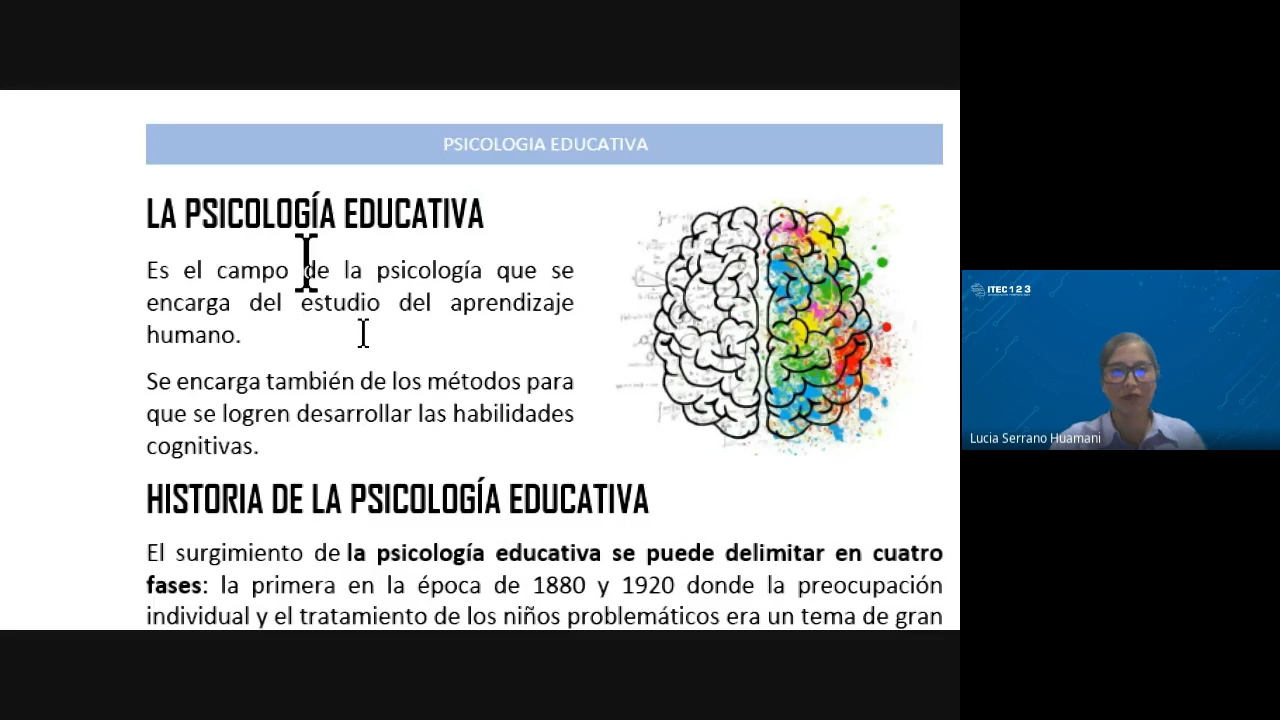 PSICOLOGIA EDUCATIVA
LA PSICOLOGÍA EDUCATIVA
Es el campo de la psicología que se
encarga del estudio del aprendizaje
humano.
Se encarga también de los métodos para
que se logren desarrollar las habilidades
cognitivas.
HISTORIA DE LA PSICOLOGÍA EDUCATIVA
El surgimiento de la psicología educativa se puede delimitar en cuatro
fases: la primera en la época de 1880 y 1920 donde la preocupación
individual y el tratamiento de los niños problemáticos era un tema de gran
ITEC 1 2 3
Lucia Serrano Huamani